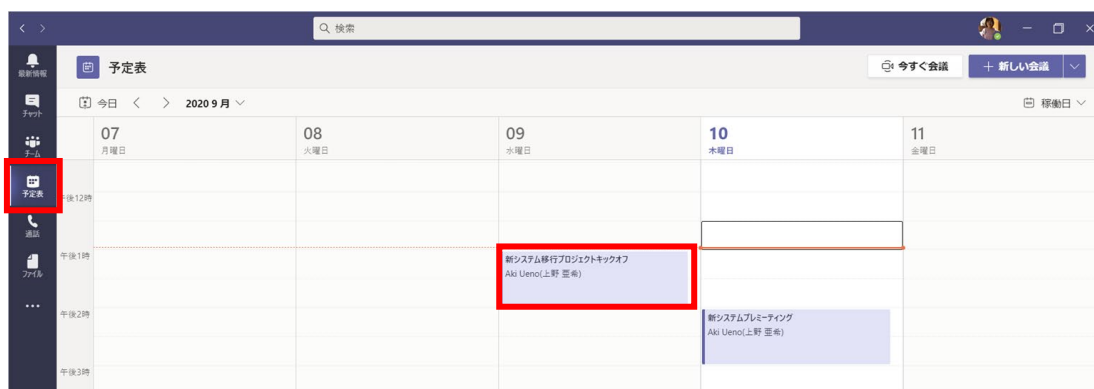 検索
最新情報
チャット
チーム
予定表
通話
ファイル
予定表
今すぐ会議
+ 新しい会議
今日
2020 9月
稼働日
07
月曜日
08
火曜日
09
水曜日
10
木曜日
11
金曜日
午後12時
午後1時
午後2時
午後3時
新システム移行プロジェクトキックオフ
Aki Ueno(上野 亜希)
新システムプレミーティング
Aki Ueno(上野 亜希)